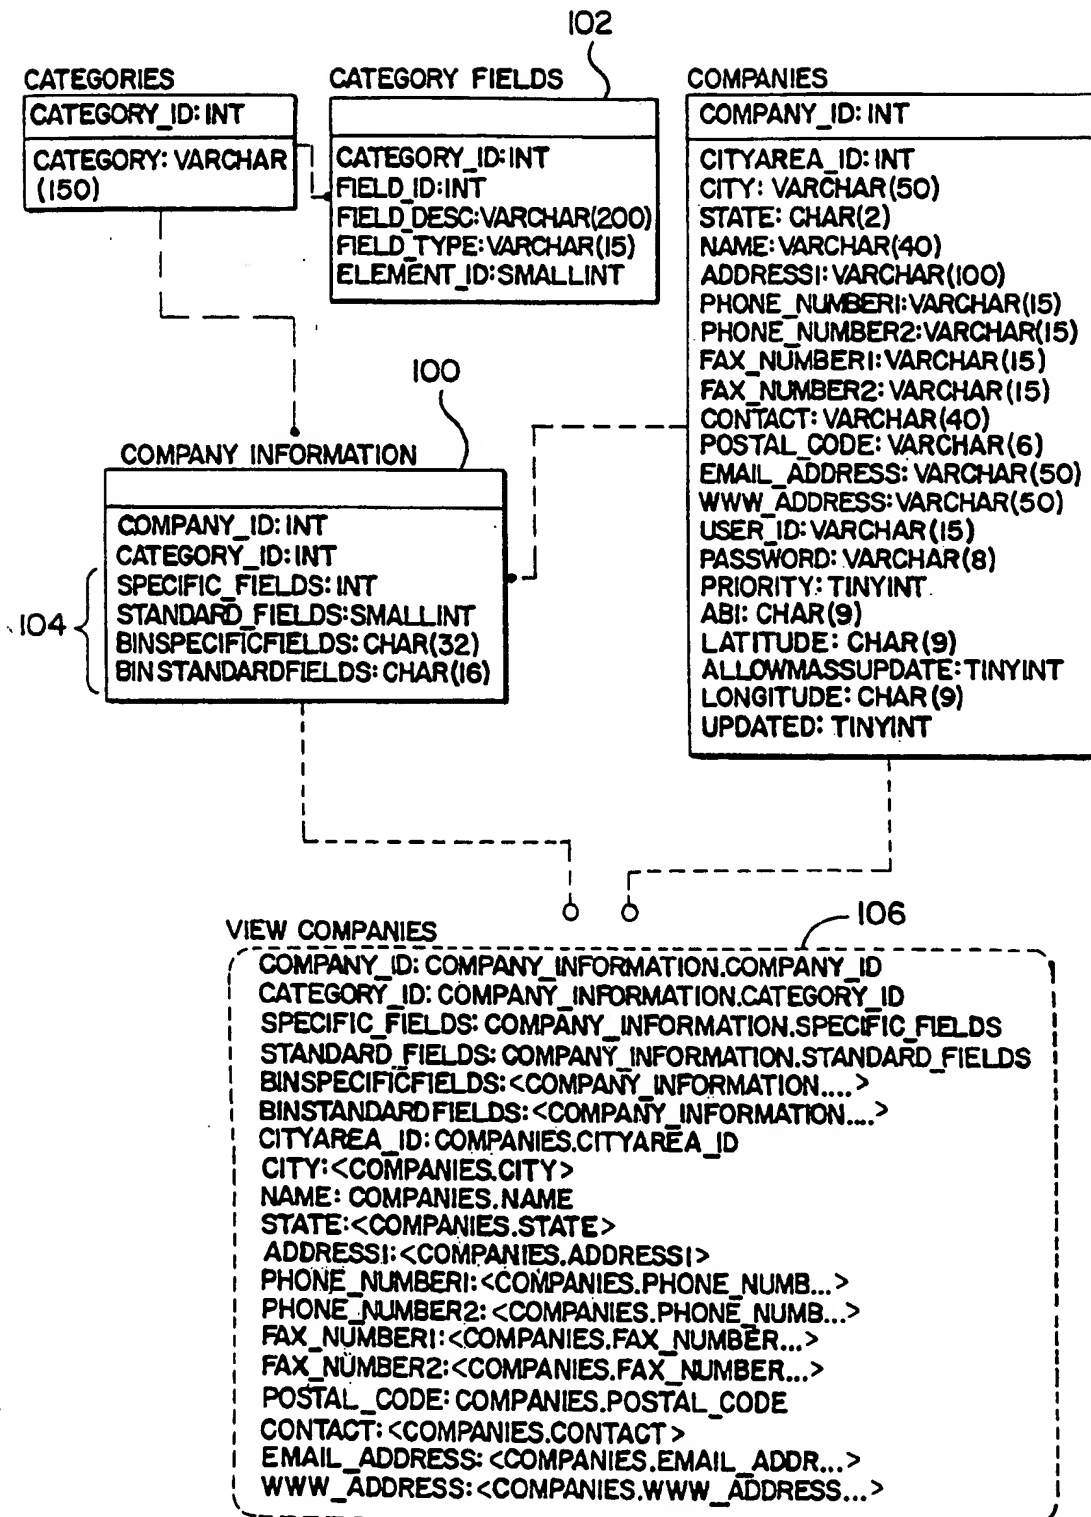 102
CATEGORIES
CATEGORY_ID: INT
CATEGORY: VARCHAR
(150)
CATEGORY FIELDS
CATEGORY_ID:INT
FIELD_ID:INT
FIELD_DESC:VARCHAR(200)
FIELD_TYPE:VARCHAR(15)
ELEMENT_ID:SMALLINT
COMPANIES
COMPANY_ID: INT
CITYAREA_ID: INT
CITY: VARCHAR(50)
STATE: CHAR(2)
NAME: VARCHAR(40)
ADDRESS1: VARCHAR(100)
PHONE_NUMBER1:VARCHAR(15)
PHONE_NUMBER2:VARCHAR(15)
FAX_NUMBER1: VARCHAR(15)
FAX_NUMBER2: VARCHAR(15)
CONTACT: VARCHAR(40)
POSTAL_CODE: VARCHAR(6)
EMAIL_ADDRESS: VARCHAR(50)
WWW_ADDRESS: VARCHAR(50)
USER_ID: VARCHAR(15)
PASSWORD: VARCHAR(8)
PRIORITY: TINYINT
ABI: CHAR(9)
LATITUDE: CHAR(9)
ALLOWMASSUPDATE: TINYINT
LONGITUDE: CHAR(9)
UPDATED: TINYINT
100
COMPANY INFORMATION
COMPANY_ID: INT
CATEGORY_ID: INT
SPECIFIC_FIELDS: INT
STANDARD_FIELDS:SMALLINT
BINSPECIFICFIELDS: CHAR(32)
BINSTANDARDFIELDS: CHAR(16)
104
106
VIEW COMPANIES
COMPANY_ID: COMPANY_INFORMATION.COMPANY_ID
CATEGORY_ID: COMPANY_INFORMATION.CATEGORY_ID
SPECIFIC_FIELDS: COMPANY_INFORMATION.SPECIFIC_FIELDS
STANDARD_FIELDS: COMPANY_INFORMATION.STANDARD_FIELDS
BINSPECIFICFIELDS:<COMPANY_INFORMATION....>
BINSTANDARDFIELDS:<COMPANY_INFORMATION....>
CITYAREA_ID: COMPANIES.CITYAREA_ID
CITY:<COMPANIES.CITY>
NAME: COMPANIES.NAME
STATE:<COMPANIES.STATE>
ADDRESS1:<COMPANIES.ADDRESS1>
PHONE_NUMBER1:<COMPANIES.PHONE_NUMB...>
PHONE_NUMBER2:<COMPANIES.PHONE_NUMB...>
FAX_NUMBER1:<COMPANIES.FAX_NUMBER...>
FAX_NUMBER2:<COMPANIES.FAX_NUMBER...>
POSTAL_CODE: COMPANIES.POSTAL_CODE
CONTACT: <COMPANIES.CONTACT>
EMAIL_ADDRESS: <COMPANIES.EMAIL_ADDR...>
WWW_ADDRESS:<COMPANIES.WWW_ADDRESS...>